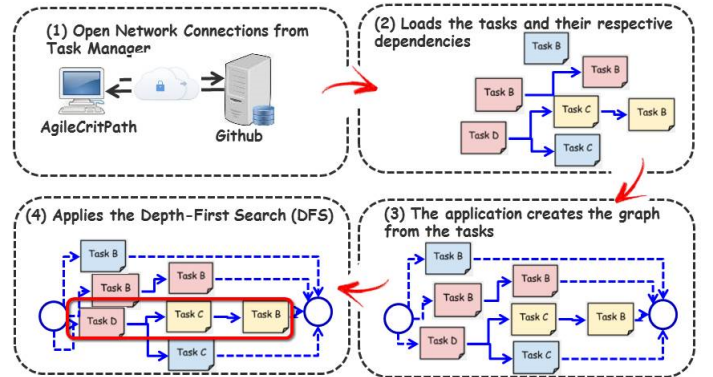 (1) Open Network Connections from
Task Manager
AgileCritPath
Github
(2) Loads the tasks and their respective
dependencies
Task B
Task B
Task B
Task C
Task B
Task D
Task C
(4) Applies the Depth-First Search (DFS)
Task B
Task B
Task B
Task D
Task C
Task B
Task C
(3) The application creates the graph
from the tasks
Task B
Task B
Task B
Task C
Task B
Task D
Task C